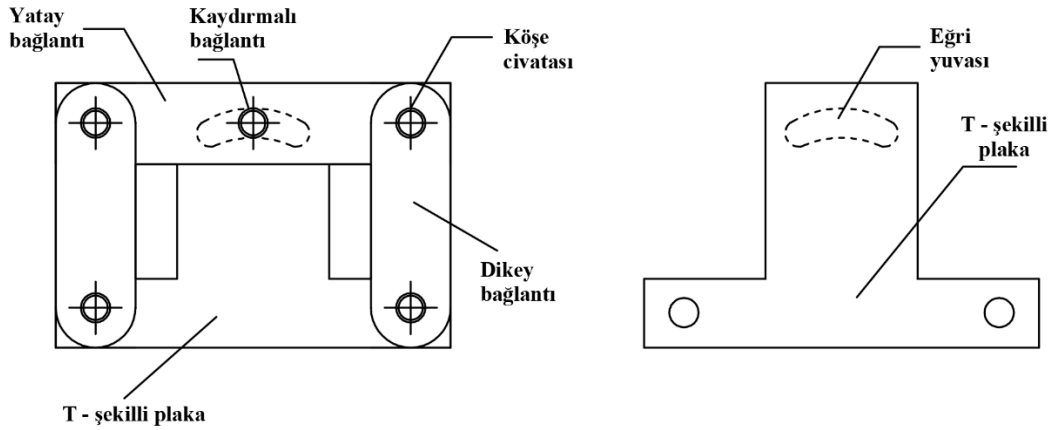 Yatay
bağlantı
Kaydırmalı
bağlantı
Köşe
civatası
Dikey
bağlantı
T - şekilli plaka
Eğri
yuvası
T - şekilli
plaka